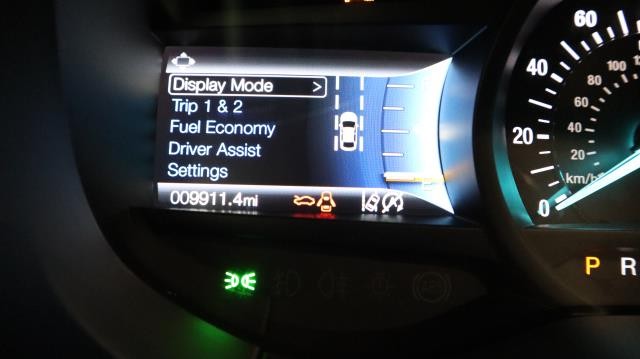 Display Mode >
Trip 1 & 2
Fuel Economy
Driver Assist
Settings
009911.4mi
E
0
20
40
60
20
40
60
80
100
km/h
P R